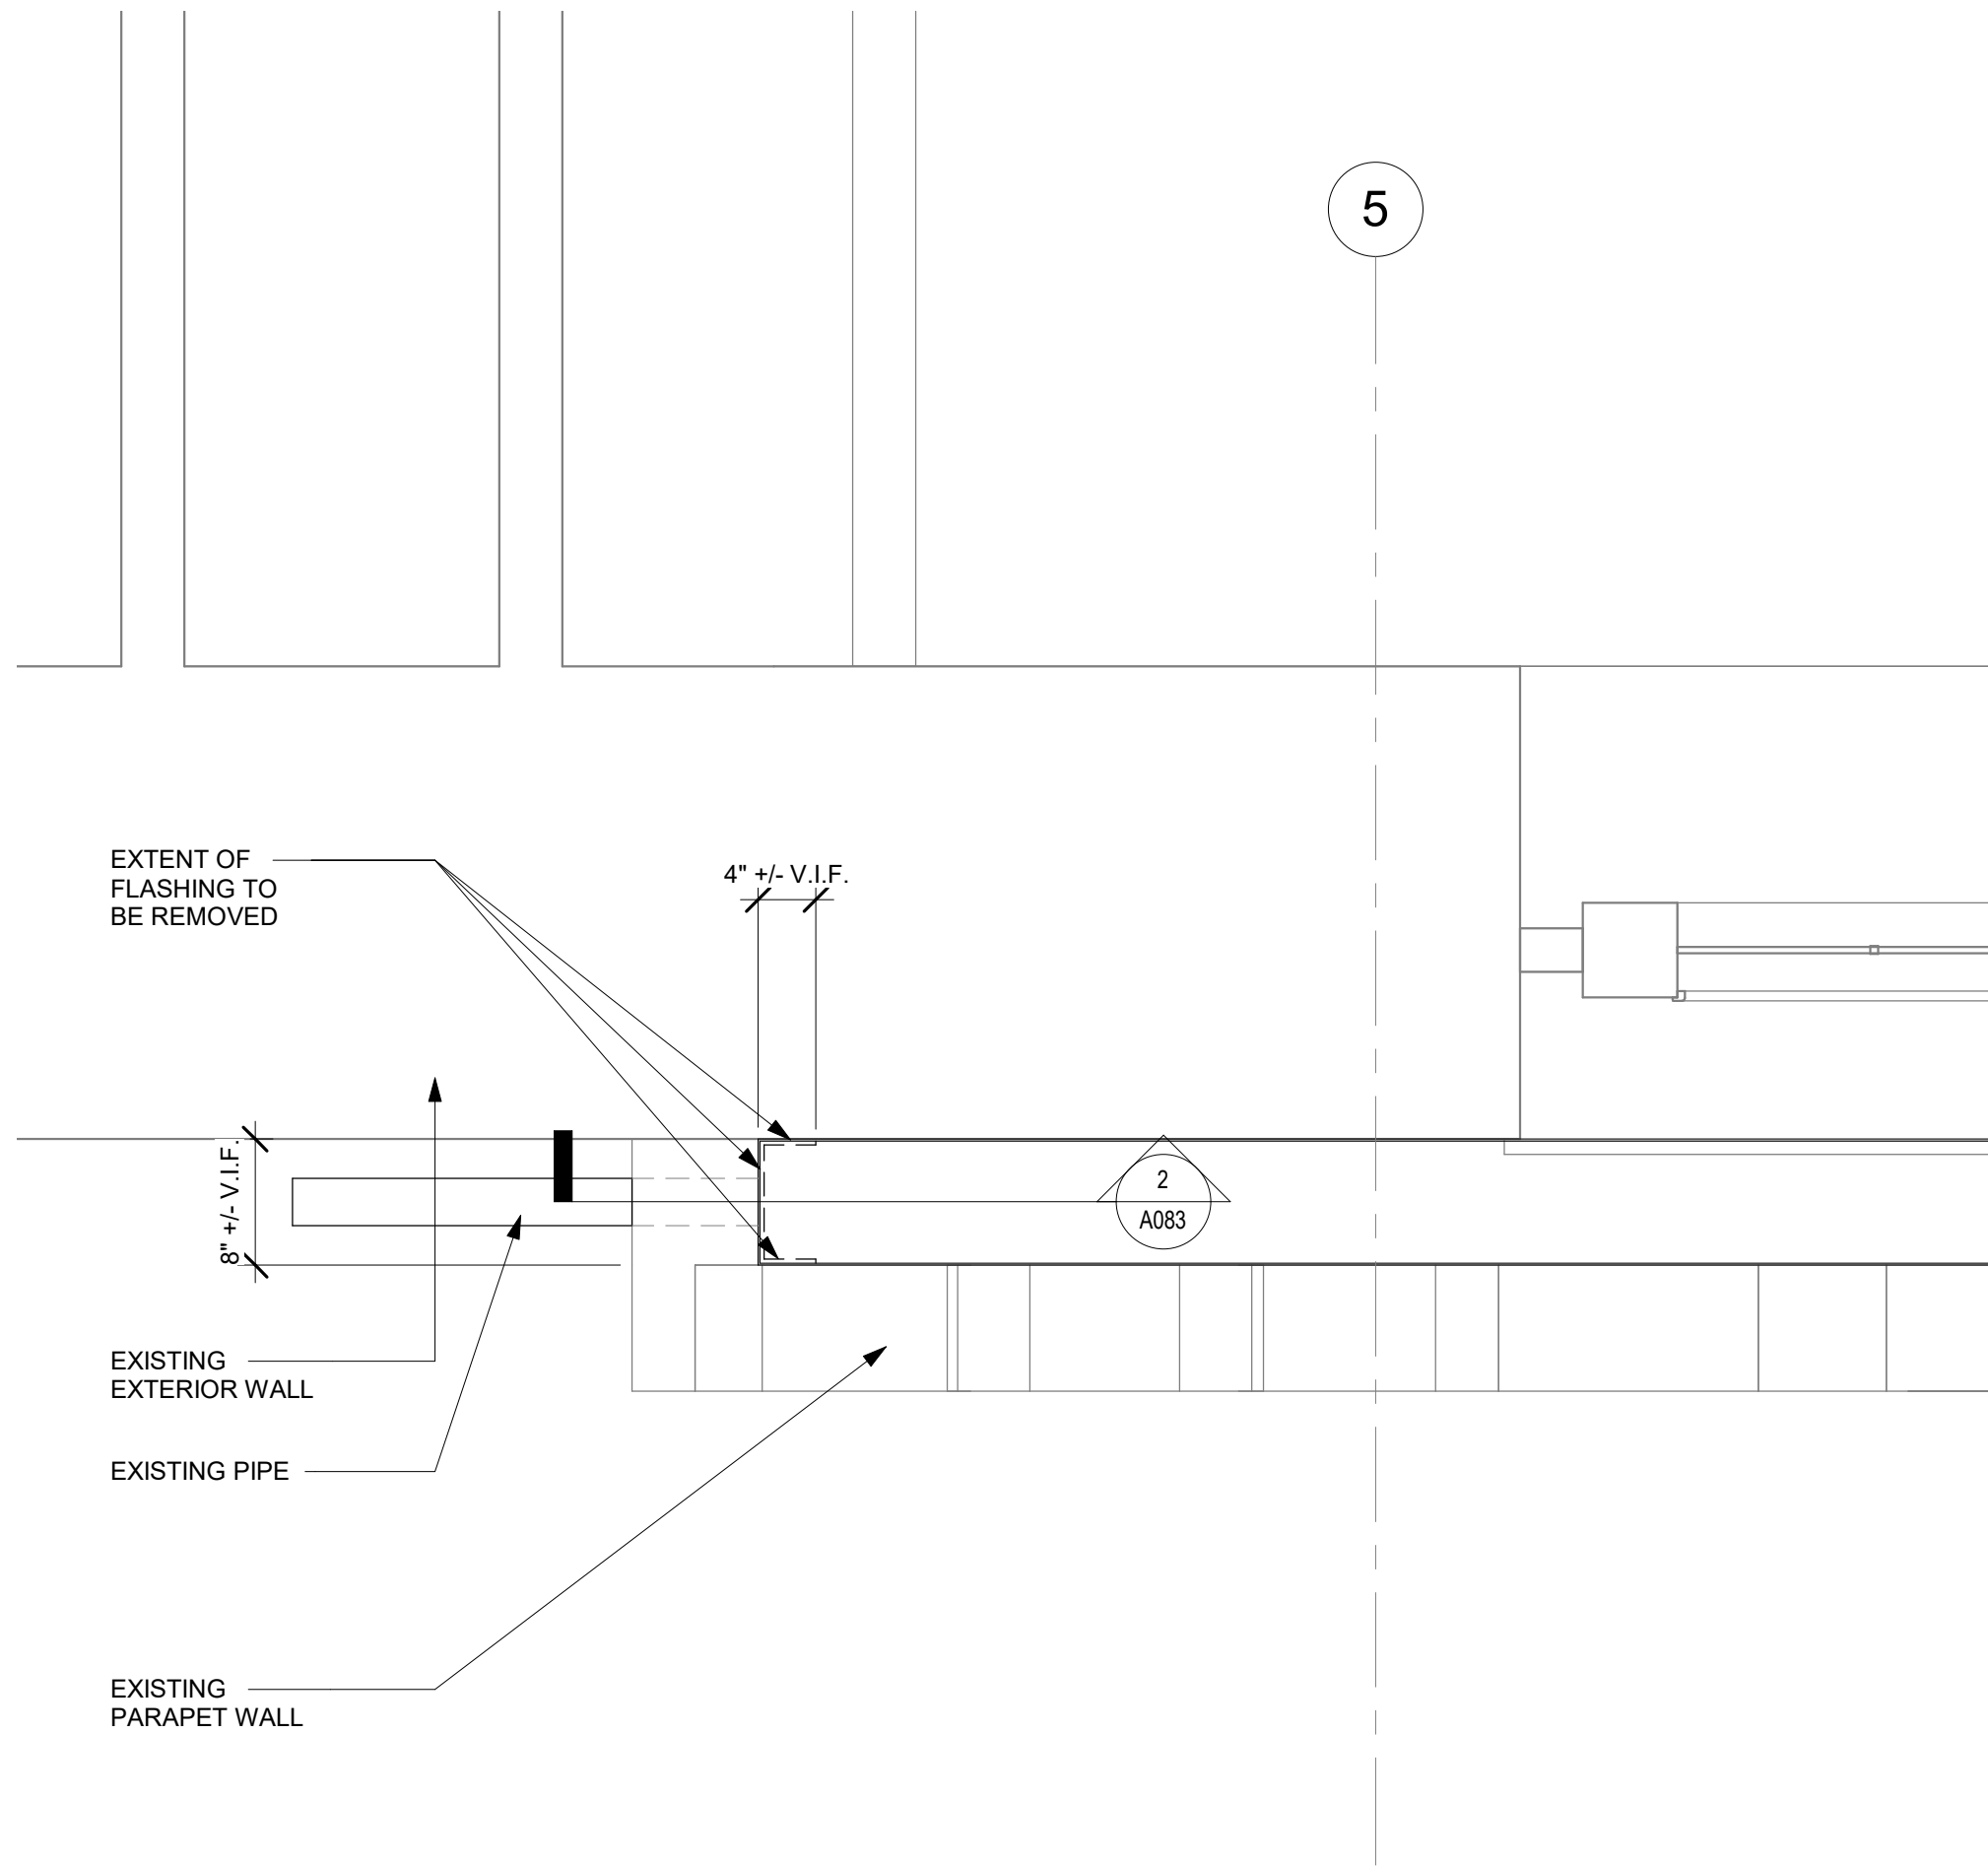 5
EXTENT OF
FLASHING TO
BE REMOVED
4" +/- V.I.F.
8" +/- V.I.F.
2
A083
EXISTING
EXTERIOR WALL
EXISTING PIPE
EXISTING
PARAPET WALL